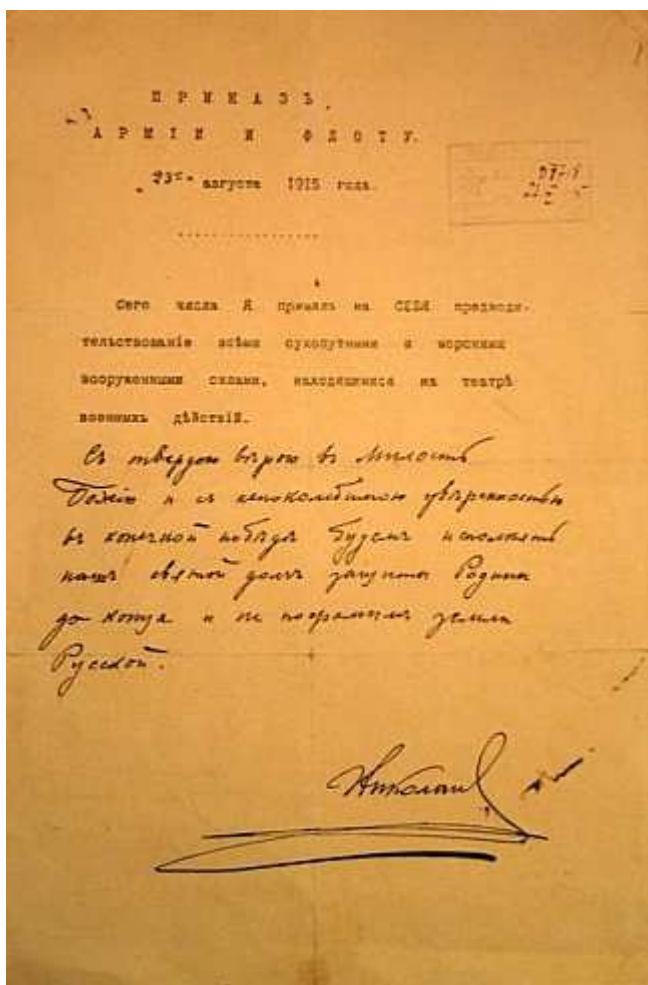 ПРИКАЗЪ
АРМІИ И ФЛОТУ.
"23го" августа 1915 года.
................
Сего числа Я принялъ на СЕБЯ предводи-
тельствованіе всѣми сухопутными и морскими
вооруженными силами, находящимися на театрѣ
военныхъ дѣйствій.
Съ твердою вѣрою въ Милость
Божію и съ непоколебимою увѣренностью
въ конечной побѣдѣ будемъ исполнять
нашъ святой долгъ защиты Родины
до конца и не посрамимъ земли
Русской.
Николай